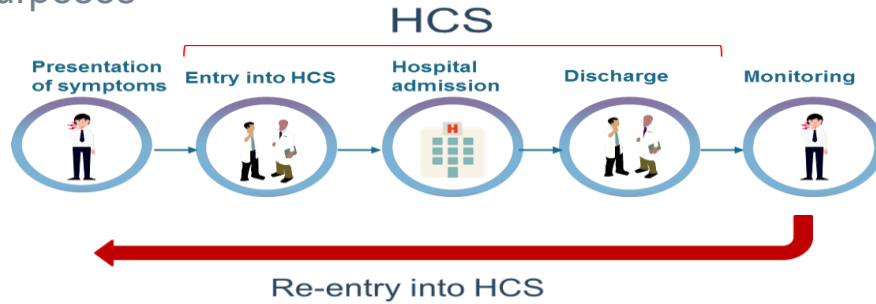 HCS
Presentation
of symptoms
Entry into HCS
Hospital
admission
Discharge
Monitoring
H
Re-entry into HCS